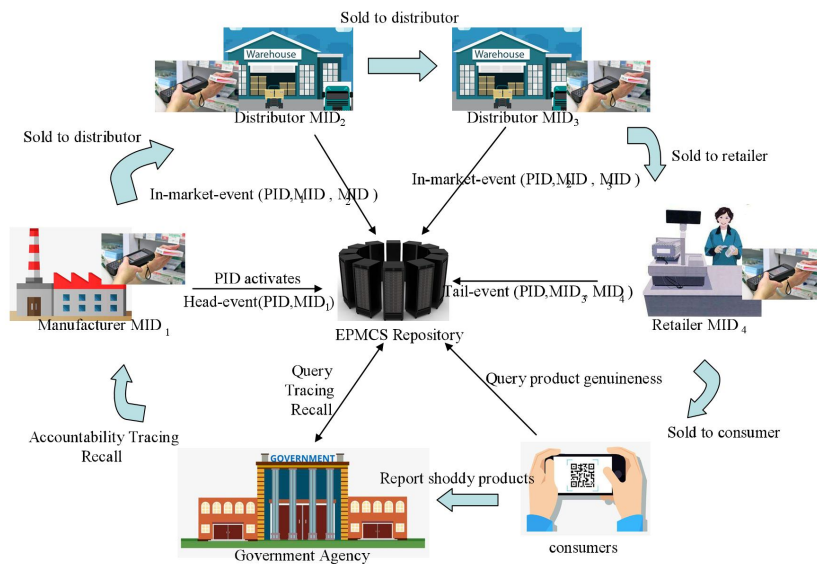 Sold to distributor
Warehouse
Warehouse
Distributor MID2
Distributor MID3
Sold to distributor
Sold to retailer
In-market-event (PID,MID1, MID2)
In-market-event (PID,MID2, MID3)
PID activates
Head-event(PID,MID1)
Tail-event (PID,MID3, MID4)
Manufacturer MID1
Retailer MID4
EPMCS Repository
Query
Tracing
Recall
Query product genuineness
Accountability Tracing
Recall
Sold to consumer
GOVERNMENT
Report shoddy products
Government Agency
consumers